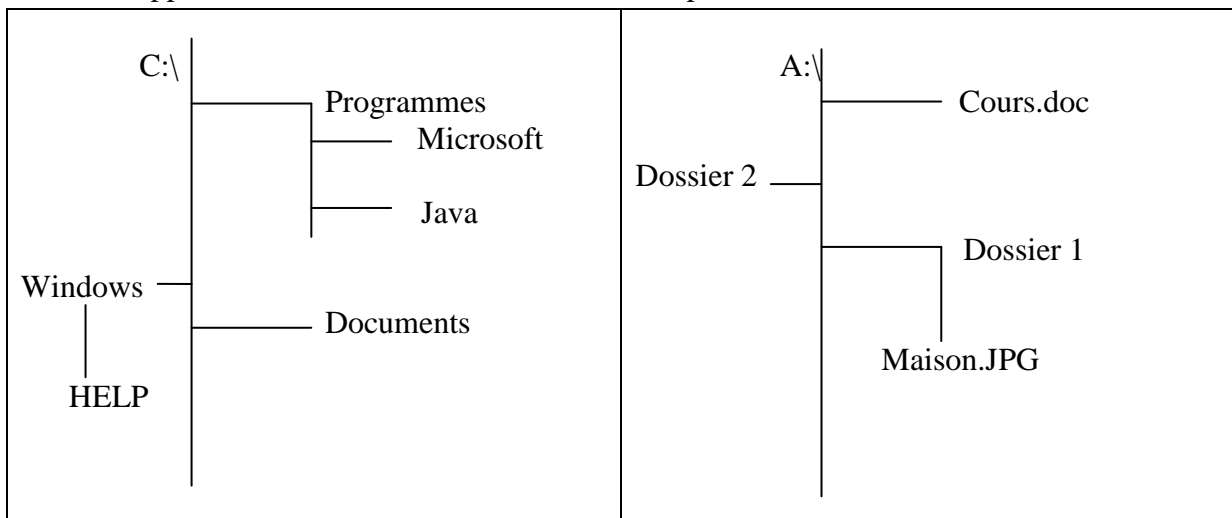 C:\
Programmes
Microsoft
Java
Windows
Documents
HELP
A:\
Cours.doc
Dossier 2
Dossier 1
Maison.JPG